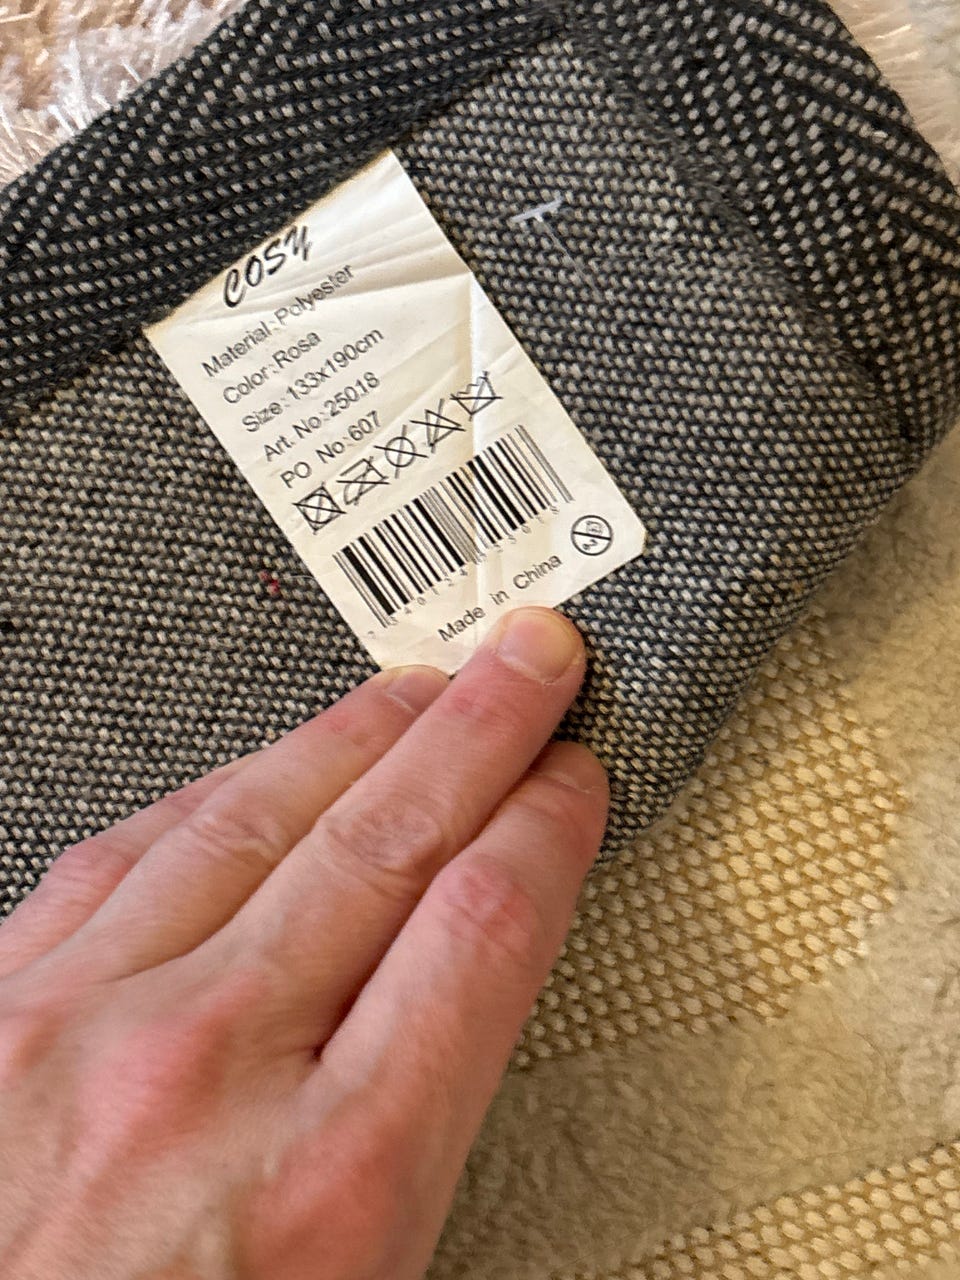 COSY
Material:Polyester
Color:Rosa
Size:133x190cm
Art. No:25018
PO No:607
Made in China